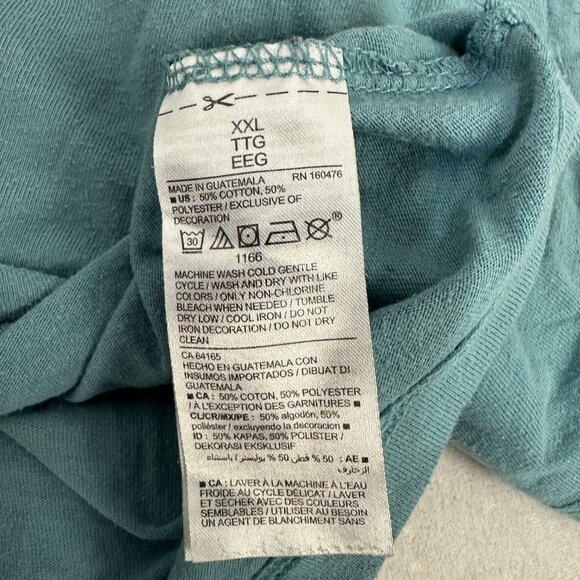 XXL
TTG
EEG
MADE IN GUATEMALA RN 160476
■ US : 50% COTTON, 50%
POLYESTER / EXCLUSIVE OF
DECORATION
30 ®
1166
MACHINE WASH COLD GENTLE
CYCLE / WASH AND DRY WITH LIKE
COLORS / ONLY NON-CHLORINE
BLEACH WHEN NEEDED / TUMBLE
DRY LOW / COOL IRON / DO NOT
IRON DECORATION / DO NOT DRY
CLEAN
CA 64165
HECHO EN GUATEMALA CON
INSUMOS IMPORTADOS / DIBUAT DI
GUATEMALA
■ CA : 50% COTON, 50% POLYESTER
/ À L'EXCEPTION DES GARNITURES ■
CL/CR/MX/PE : 50% algodón, 50%
poliéster / excluyendo la decoracion ■
ID : 50% KAPAS, 50% POLISTER /
DEKORASI EKSKLUSIF
■ AE : 50 % قطن 50 % بوليستر / باستثناء
الزخارف
■ CA : LAVER À LA MACHINE À L'EAU
FROIDE AU CYCLE DÉLICAT / LAVER
ET SÉCHER AVEC DES COULEURS
SEMBLABLES / UTILISER AU BESOIN
UN AGENT DE BLANCHIMENT SANS